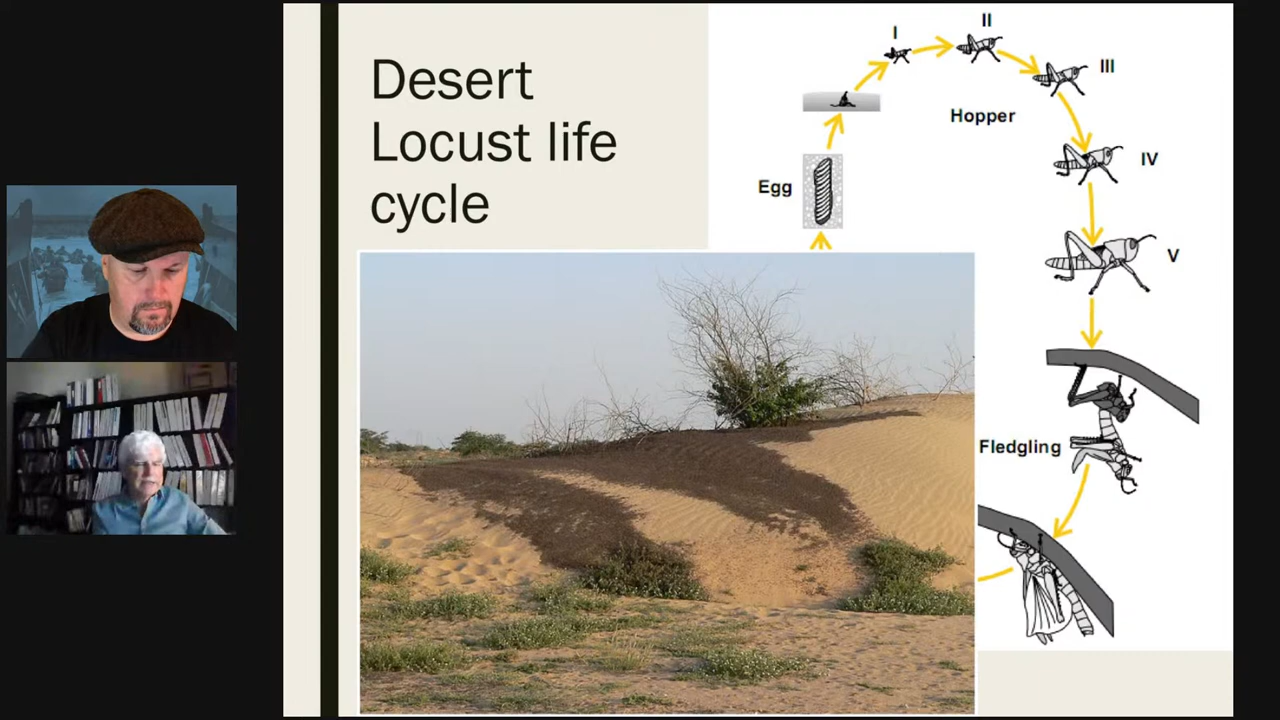 Desert
Locust life
cycle
I
II
III
Hopper
IV
Egg
V
Fledgling